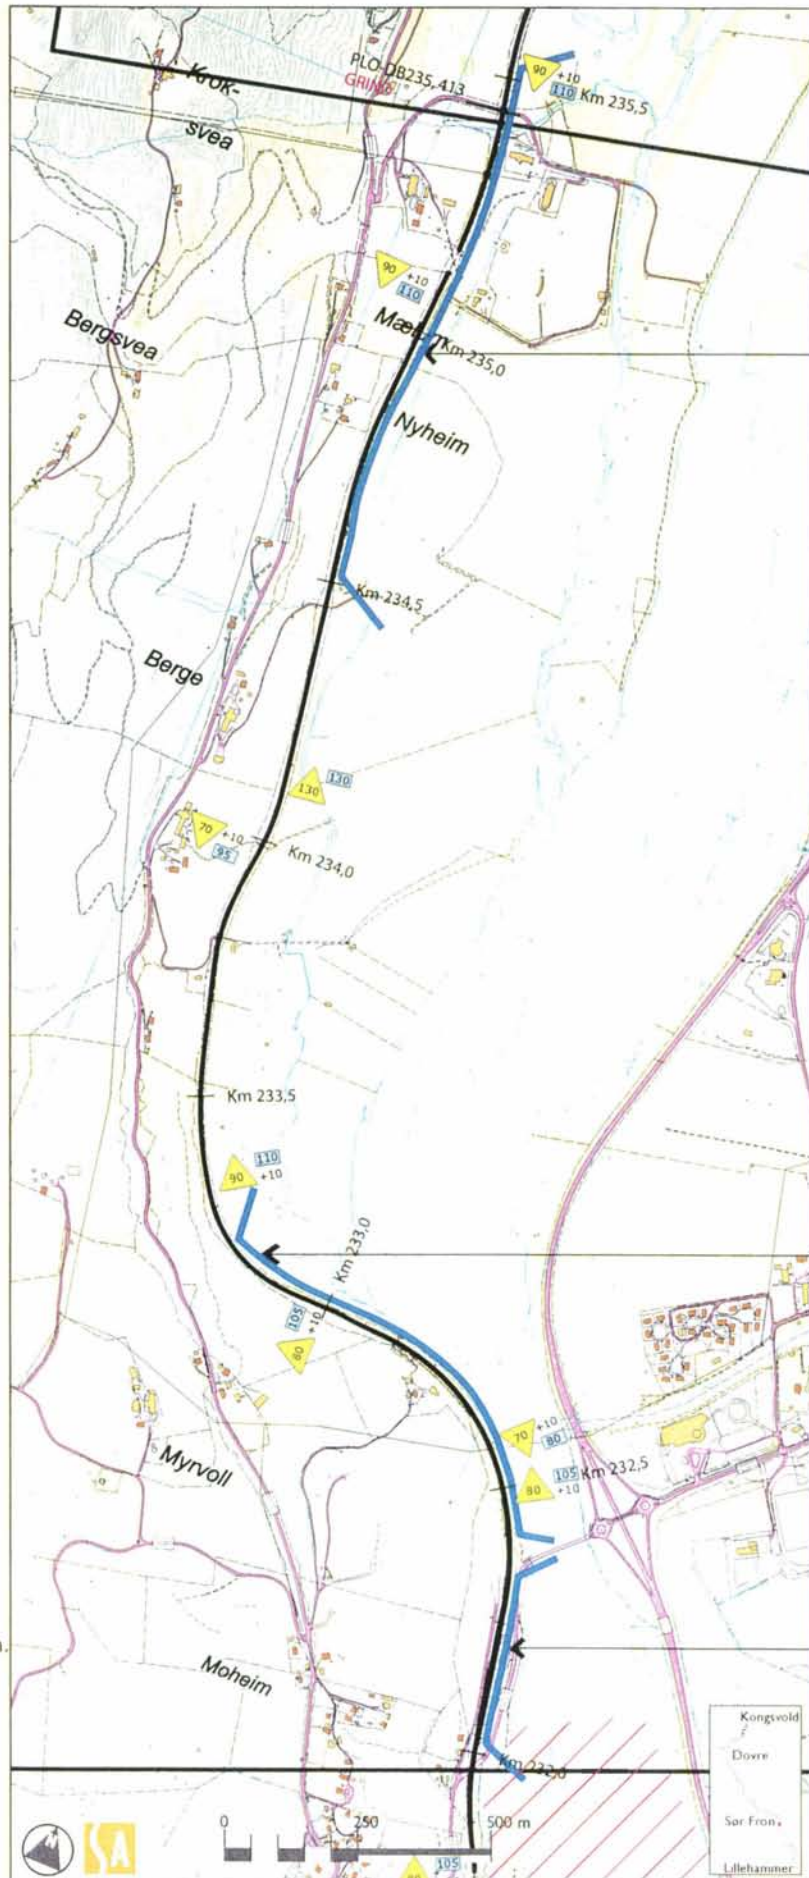 PLO-DB235,413
GRIND
90
+10
110
Km 235,5
Krok-
svea
90
+10
110
Bergsvea
Km 235,0
Nyheim
Km 234,5
Berge
130
130
70
+10
95
Km 234,0
Km 233,5
110
90
+10
Km 233,0
105
+10
80
70
+10
80
Myrvoll
105
Km 232,5
80
+10
Moheim
Km 232,0
Kongsvold
Dovre
Sør Fron
Lillehammer
0
250
500 m
N
SA
105